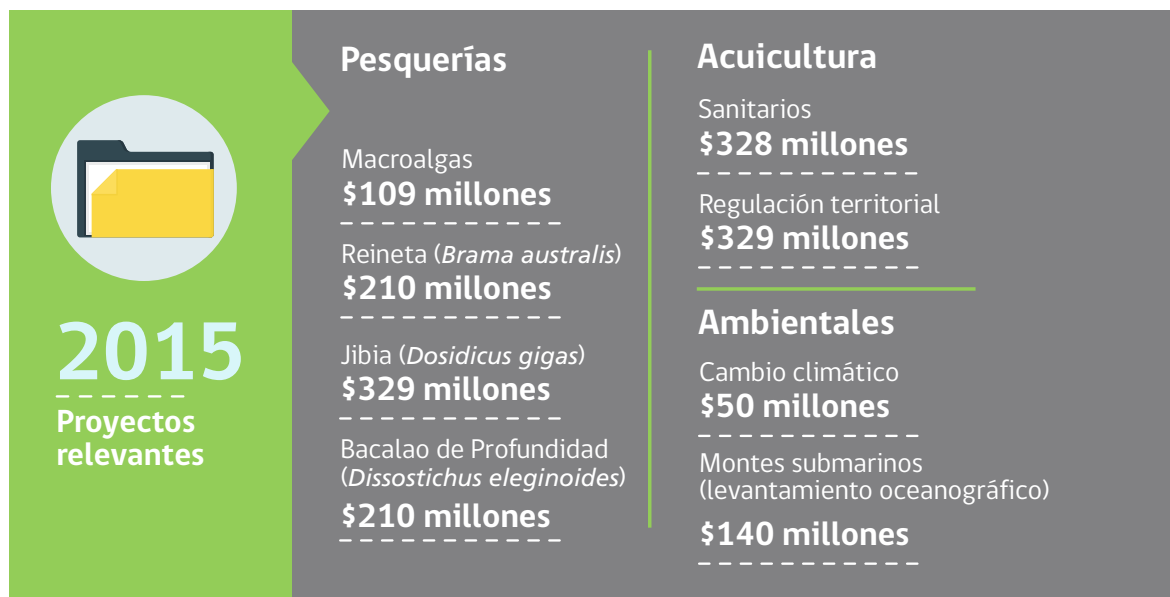 2015
Proyectos
relevantes
Pesquerías
Macroalgas
$109 millones
Reineta (Brama australis)
$210 millones
Jibia (Dosidicus gigas)
$329 millones
Bacalao de Profundidad
(Dissostichus eleginoides)
$210 millones
Acuicultura
Sanitarios
$328 millones
Regulación territorial
$329 millones
Ambientales
Cambio climático
$50 millones
Montes submarinos
(levantamiento oceanográfico)
$140 millones